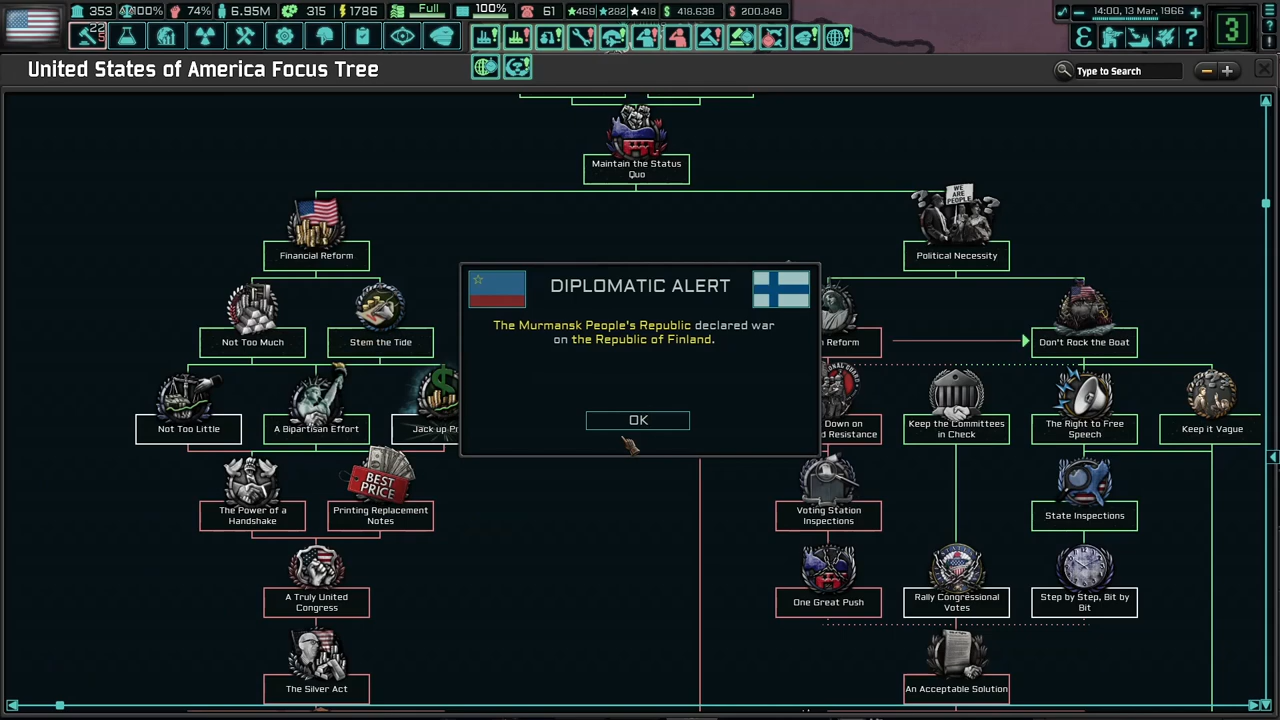 353 100% 74% 6.95M 315 1786 Full 100% 61 469 282 418 $ 418.638 $ 200.848 14:00, 13 Mar, 1966 3
United States of America Focus Tree
Type to Search
Maintain the Status
Quo
WE
ARE
PEOPLE
Financial Reform
Political Necessity
DIPLOMATIC ALERT
The Murmansk People's Republic declared war
on the Republic of Finland.
OK
Not Too Much
Stem the Tide
Reform
Don't Rock the Boat
Not Too Little
A Bipartisan Effort
Jack up Pr
Down on
d Resistance
Keep the Committees
in Check
The Right to Free
Speech
Keep it Vague
BEST
PRICE
The Power of a
Handshake
Printing Replacement
Notes
Voting Station
Inspections
State Inspections
A Truly United
Congress
One Great Push
Rally Congressional
Votes
Step by Step, Bit by
Bit
The Silver Act
An Acceptable Solution